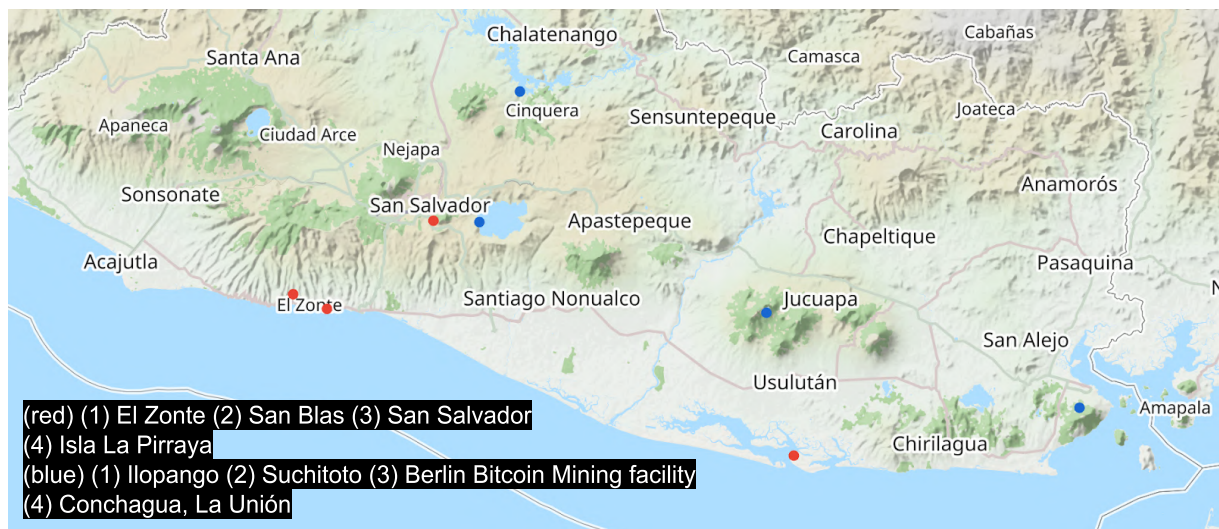 Chalatenango
Cabañas
Santa Ana
Camasca
Cinquera
Joateca
Sensuntepeque
Apaneca
Ciudad Arce
Carolina
Nejapa
Anamorós
Sonsonate
San Salvador
Apastepeque
Chapeltique
Acajutla
Pasaquina
N
El Zonte
Santiago Nonualco
Jucuapa
San Alejo
Usulután
Amapala
Chirilagua
(red) (1) El Zonte (2) San Blas (3) San Salvador
(4) Isla La Pirraya
(blue) (1) Ilopango (2) Suchitoto (3) Berlin Bitcoin Mining facility
(4) Conchagua, La Unión